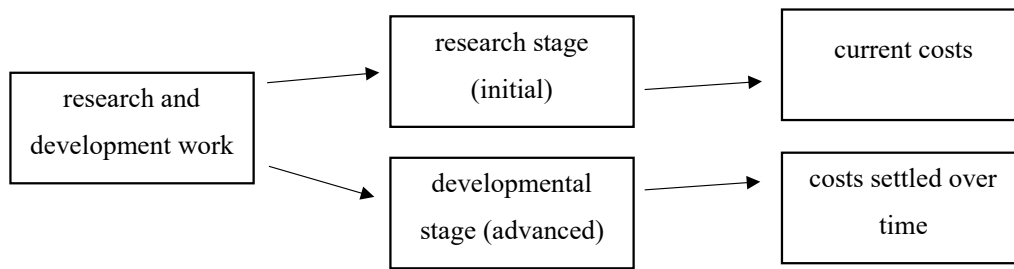 research and
development work
research stage
(initial)
developmental
stage (advanced)
current costs
costs settled over
time